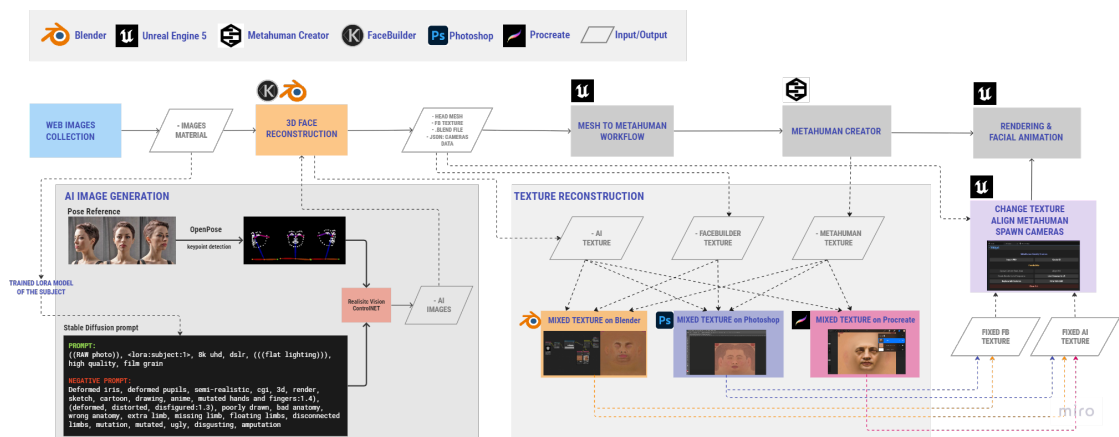 Blender
Unreal Engine 5
Metahuman Creator
FaceBuilder
Ps Photoshop
Procreate
Input/Output
WEB IMAGES
COLLECTION
- IMAGES
MATERIAL
3D FACE
RECONSTRUCTION
- HEAD MESH
- FB TEXTURE
- .BLEND FILE
- JSON: CAMERAS
DATA
MESH TO METAHUMAN
WORKFLOW
METAHUMAN CREATOR
RENDERING &
FACIAL ANIMATION
AI IMAGE GENERATION
Pose Reference
OpenPose
keypoint detection
TRAINED LORA MODEL
OF THE SUBJECT
Realisitc Vision
ControlNET
- AI
IMAGES
Stable Diffusion prompt
PROMPT:
((RAW photo)), <lora:subject:1>, 8k uhd, dslr, (((flat lighting))),
high quality, film grain
NEGATIVE PROMPT:
Deformed iris, deformed pupils, semi-realistic, cgi, 3d, render,
sketch, cartoon, drawing, anime, mutated hands and fingers:1.4),
(deformed, distorted, disfigured:1.3), poorly drawn, bad anatomy,
wrong anatomy, extra limb, missing limb, floating limbs, disconnected
limbs, mutation, mutated, ugly, disgusting, amputation
TEXTURE RECONSTRUCTION
- AI
TEXTURE
- FACEBUILDER
TEXTURE
- METAHUMAN
TEXTURE
MIXED TEXTURE on Blender
Ps
MIXED TEXTURE on Photoshop
MIXED TEXTURE on Procreate
CHANGE TEXTURE
ALIGN METAHUMAN
SPAWN CAMERAS
FIXED FB
TEXTURE
FIXED AI
TEXTURE
miro